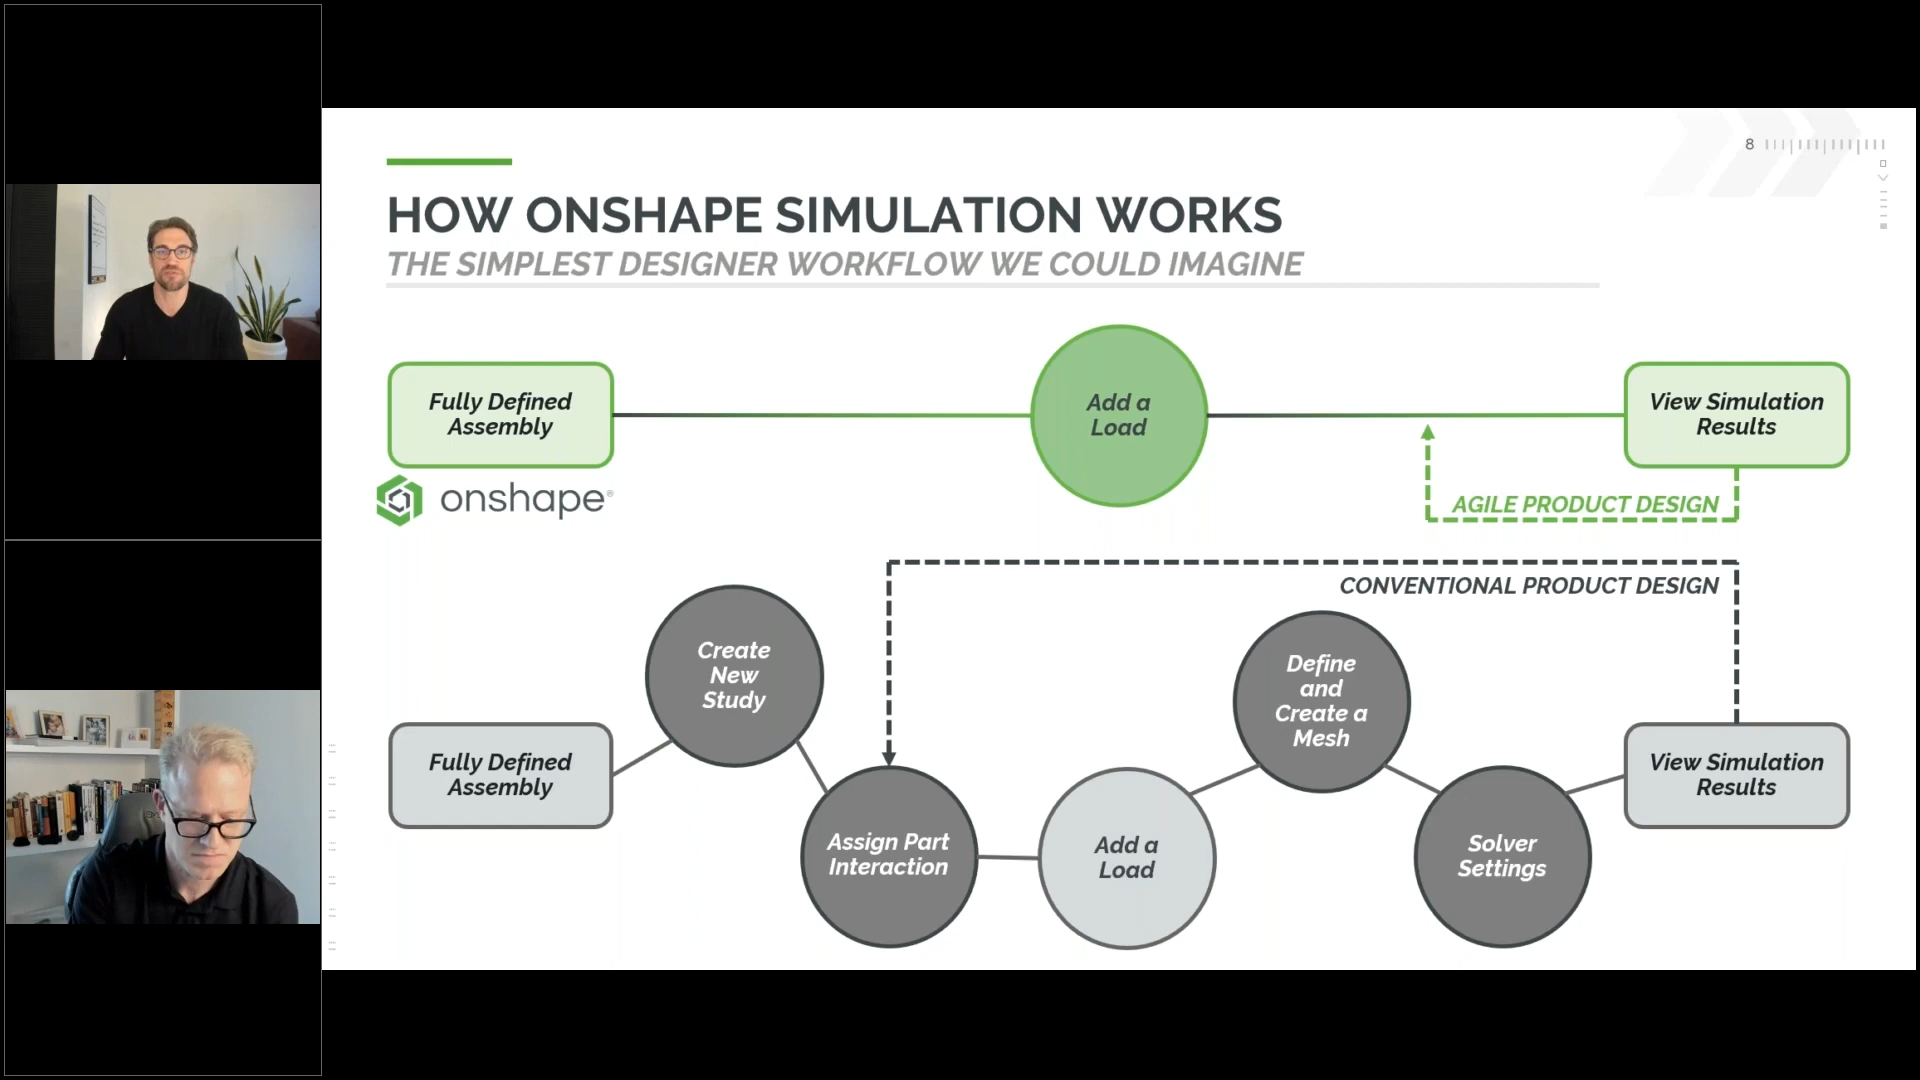 8
HOW ONSHAPE SIMULATION WORKS
THE SIMPLEST DESIGNER WORKFLOW WE COULD IMAGINE
Fully Defined
Assembly
Add a
Load
View Simulation
Results
onshape®
AGILE PRODUCT DESIGN
CONVENTIONAL PRODUCT DESIGN
Create
New
Study
Define
and
Create a
Mesh
Fully Defined
Assembly
View Simulation
Results
Assign Part
Interaction
Add a
Load
Solver
Settings